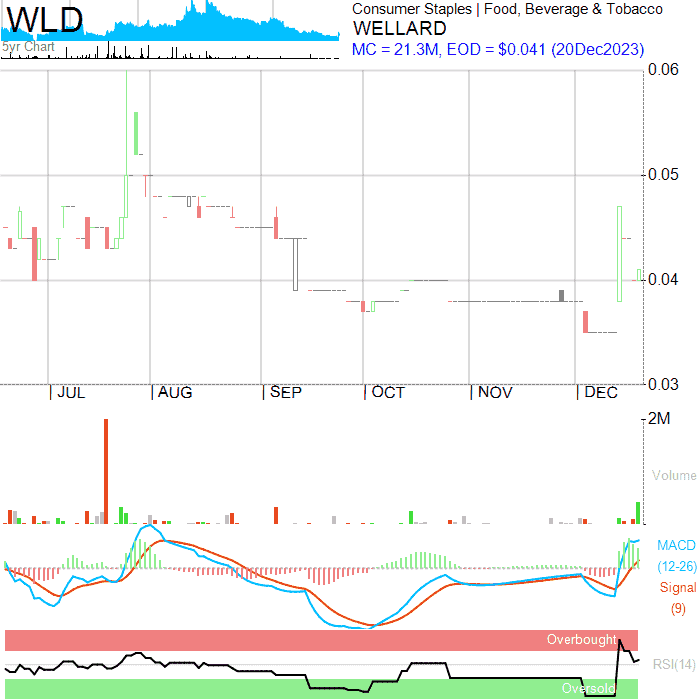 WLD
5yr Chart
Consumer Staples | Food, Beverage & Tobacco
WELLARD
MC = 21.3M, EOD = $0.041 (20Dec2023)
0.06
0.05
0.04
0.03
JUL
AUG
SEP
OCT
NOV
DEC
2M
Volume
MACD
(12-26)
Signal
(9)
Overbought
RSI(14)
Oversold